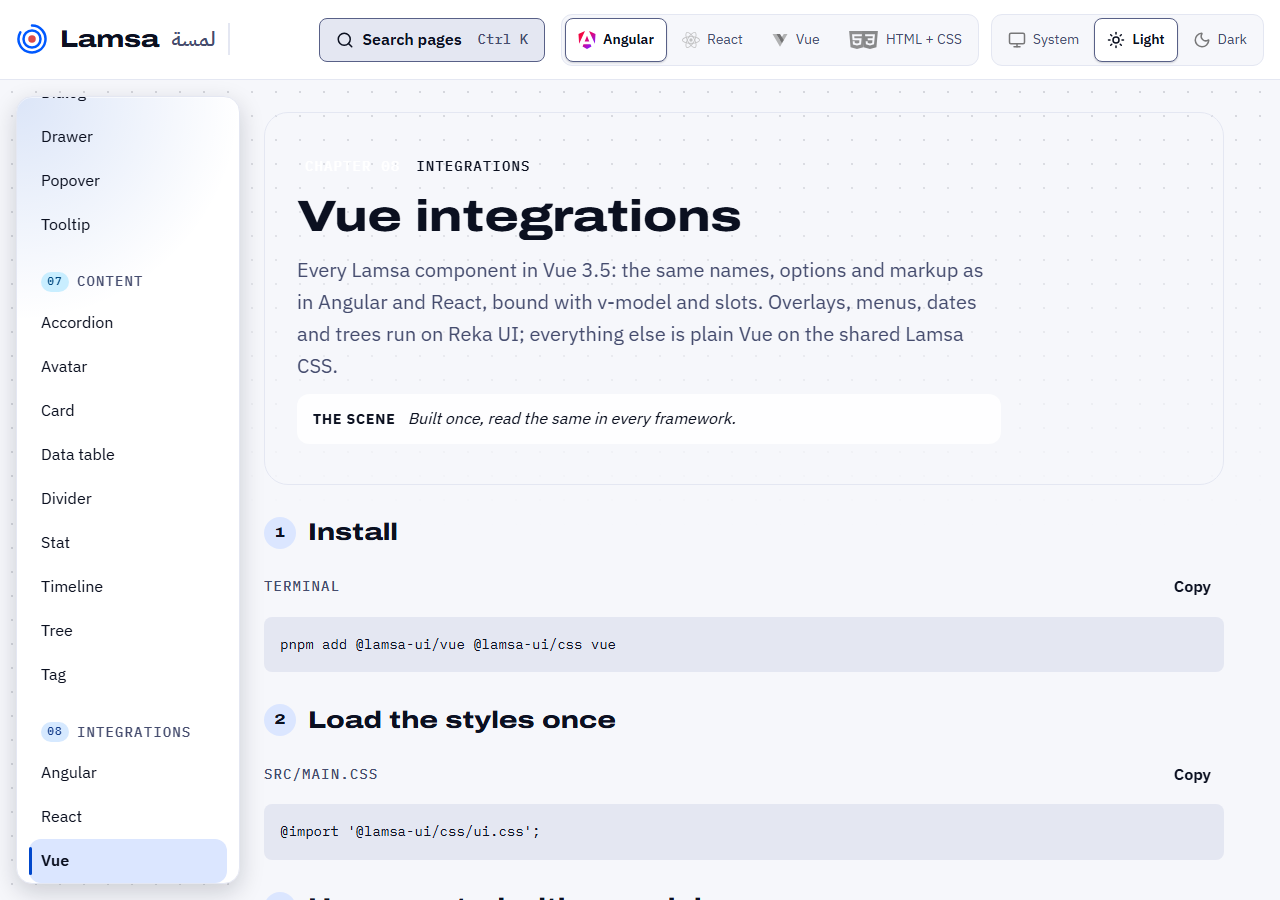 Lamsa لمسة
Search pages Ctrl K
Angular
React
Vue
HTML + CSS
System
Light
Dark
Drawer
Popover
Tooltip
07 CONTENT
Accordion
Avatar
Card
Data table
Divider
Stat
Timeline
Tree
Tag
08 INTEGRATIONS
Angular
React
Vue
CHAPTER 08 INTEGRATIONS
Vue integrations
Every Lamsa component in Vue 3.5: the same names, options and markup as
in Angular and React, bound with v-model and slots. Overlays, menus, dates
and trees run on Reka UI; everything else is plain Vue on the shared Lamsa
CSS.
THE SCENE Built once, read the same in every framework.
1 Install
TERMINAL
Copy
pnpm add @lamsa-ui/vue @lamsa-ui/css vue
2 Load the styles once
SRC/MAIN.CSS
Copy
@import '@lamsa-ui/css/ui.css';